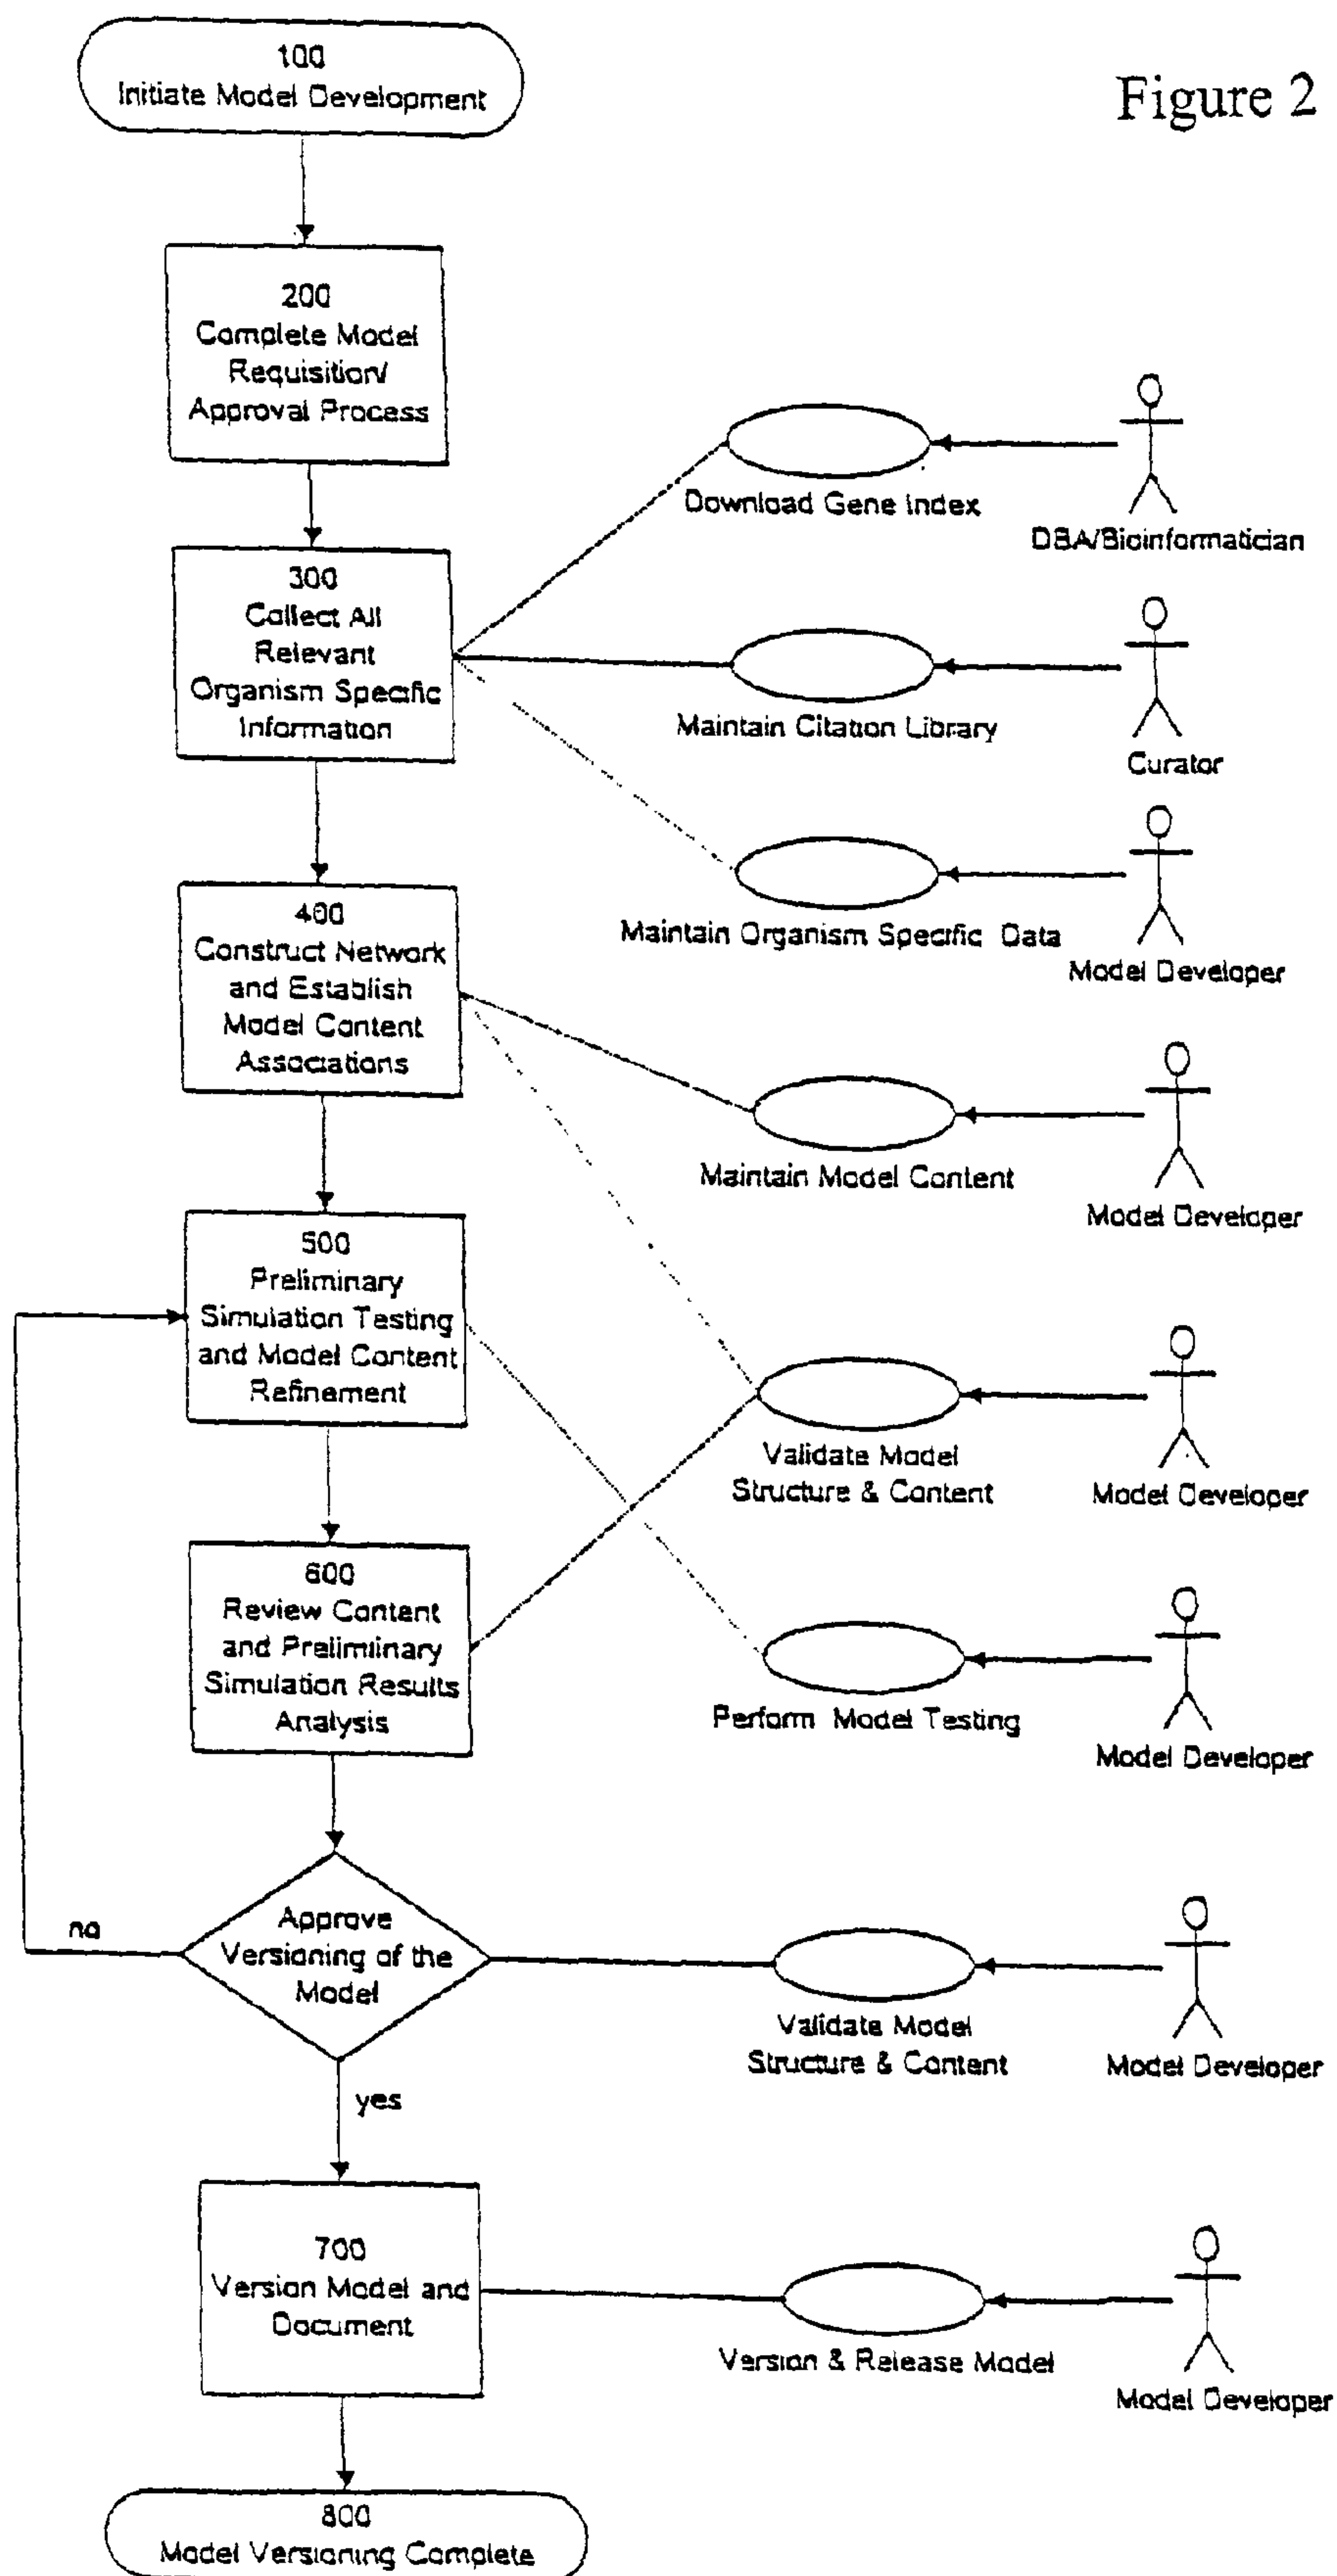 Figure 2
100
Initiate Model Development
200
Complete Model
Requisition/
Approval Process
Download Gene Index
DBA/Bioinformatician
300
Collect All
Relevant
Organism Specific
Information
Maintain Citation Library
Curator
Maintain Organism Specific Data
Model Developer
400
Construct Network
and Establish
Model Content
Associations
Maintain Model Content
Model Developer
500
Preliminary
Simulation Testing
and Model Content
Refinement
Validate Model
Structure & Content
Model Developer
600
Review Content
and Prelimiinary
Simulation Results
Analysis
Perform Model Testing
Model Developer
Approve
Versioning of the
Model
no
yes
Validate Model
Structure & Content
Model Developer
700
Version Model and
Document
Version & Release Model
Model Developer
800
Model Versioning Complete